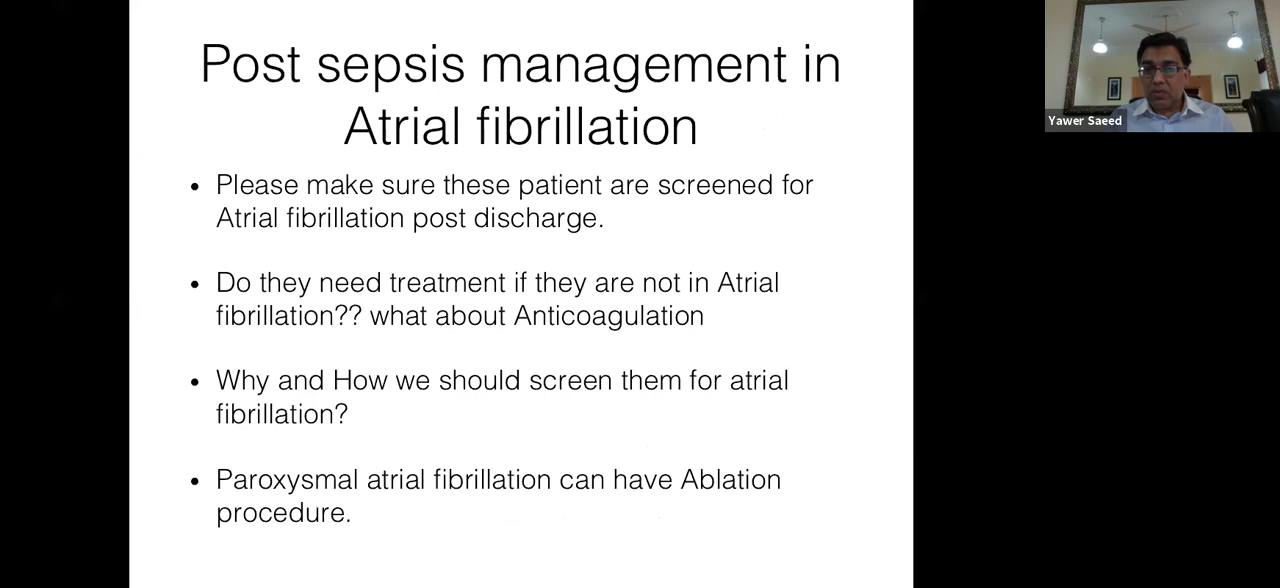 Post sepsis management in
Atrial fibrillation
• Please make sure these patient are screened for
Atrial fibrillation post discharge.
• Do they need treatment if they are not in Atrial
fibrillation?? what about Anticoagulation
• Why and How we should screen them for atrial
fibrillation?
• Paroxysmal atrial fibrillation can have Ablation
procedure.
Yawer Saeed